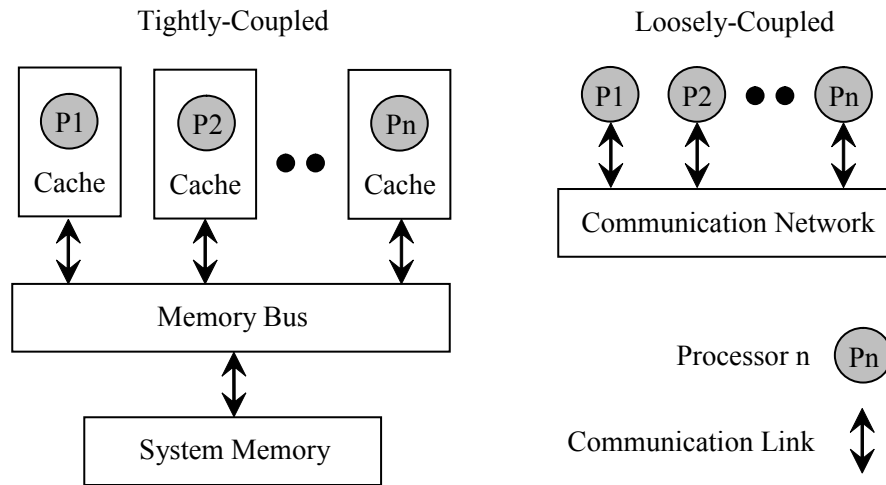 Tightly-Coupled
P1
P2
Pn
Cache
Cache
Cache
Memory Bus
System Memory
Loosely-Coupled
P1
P2
Pn
Communication Network
Processor n
Pn
Communication Link